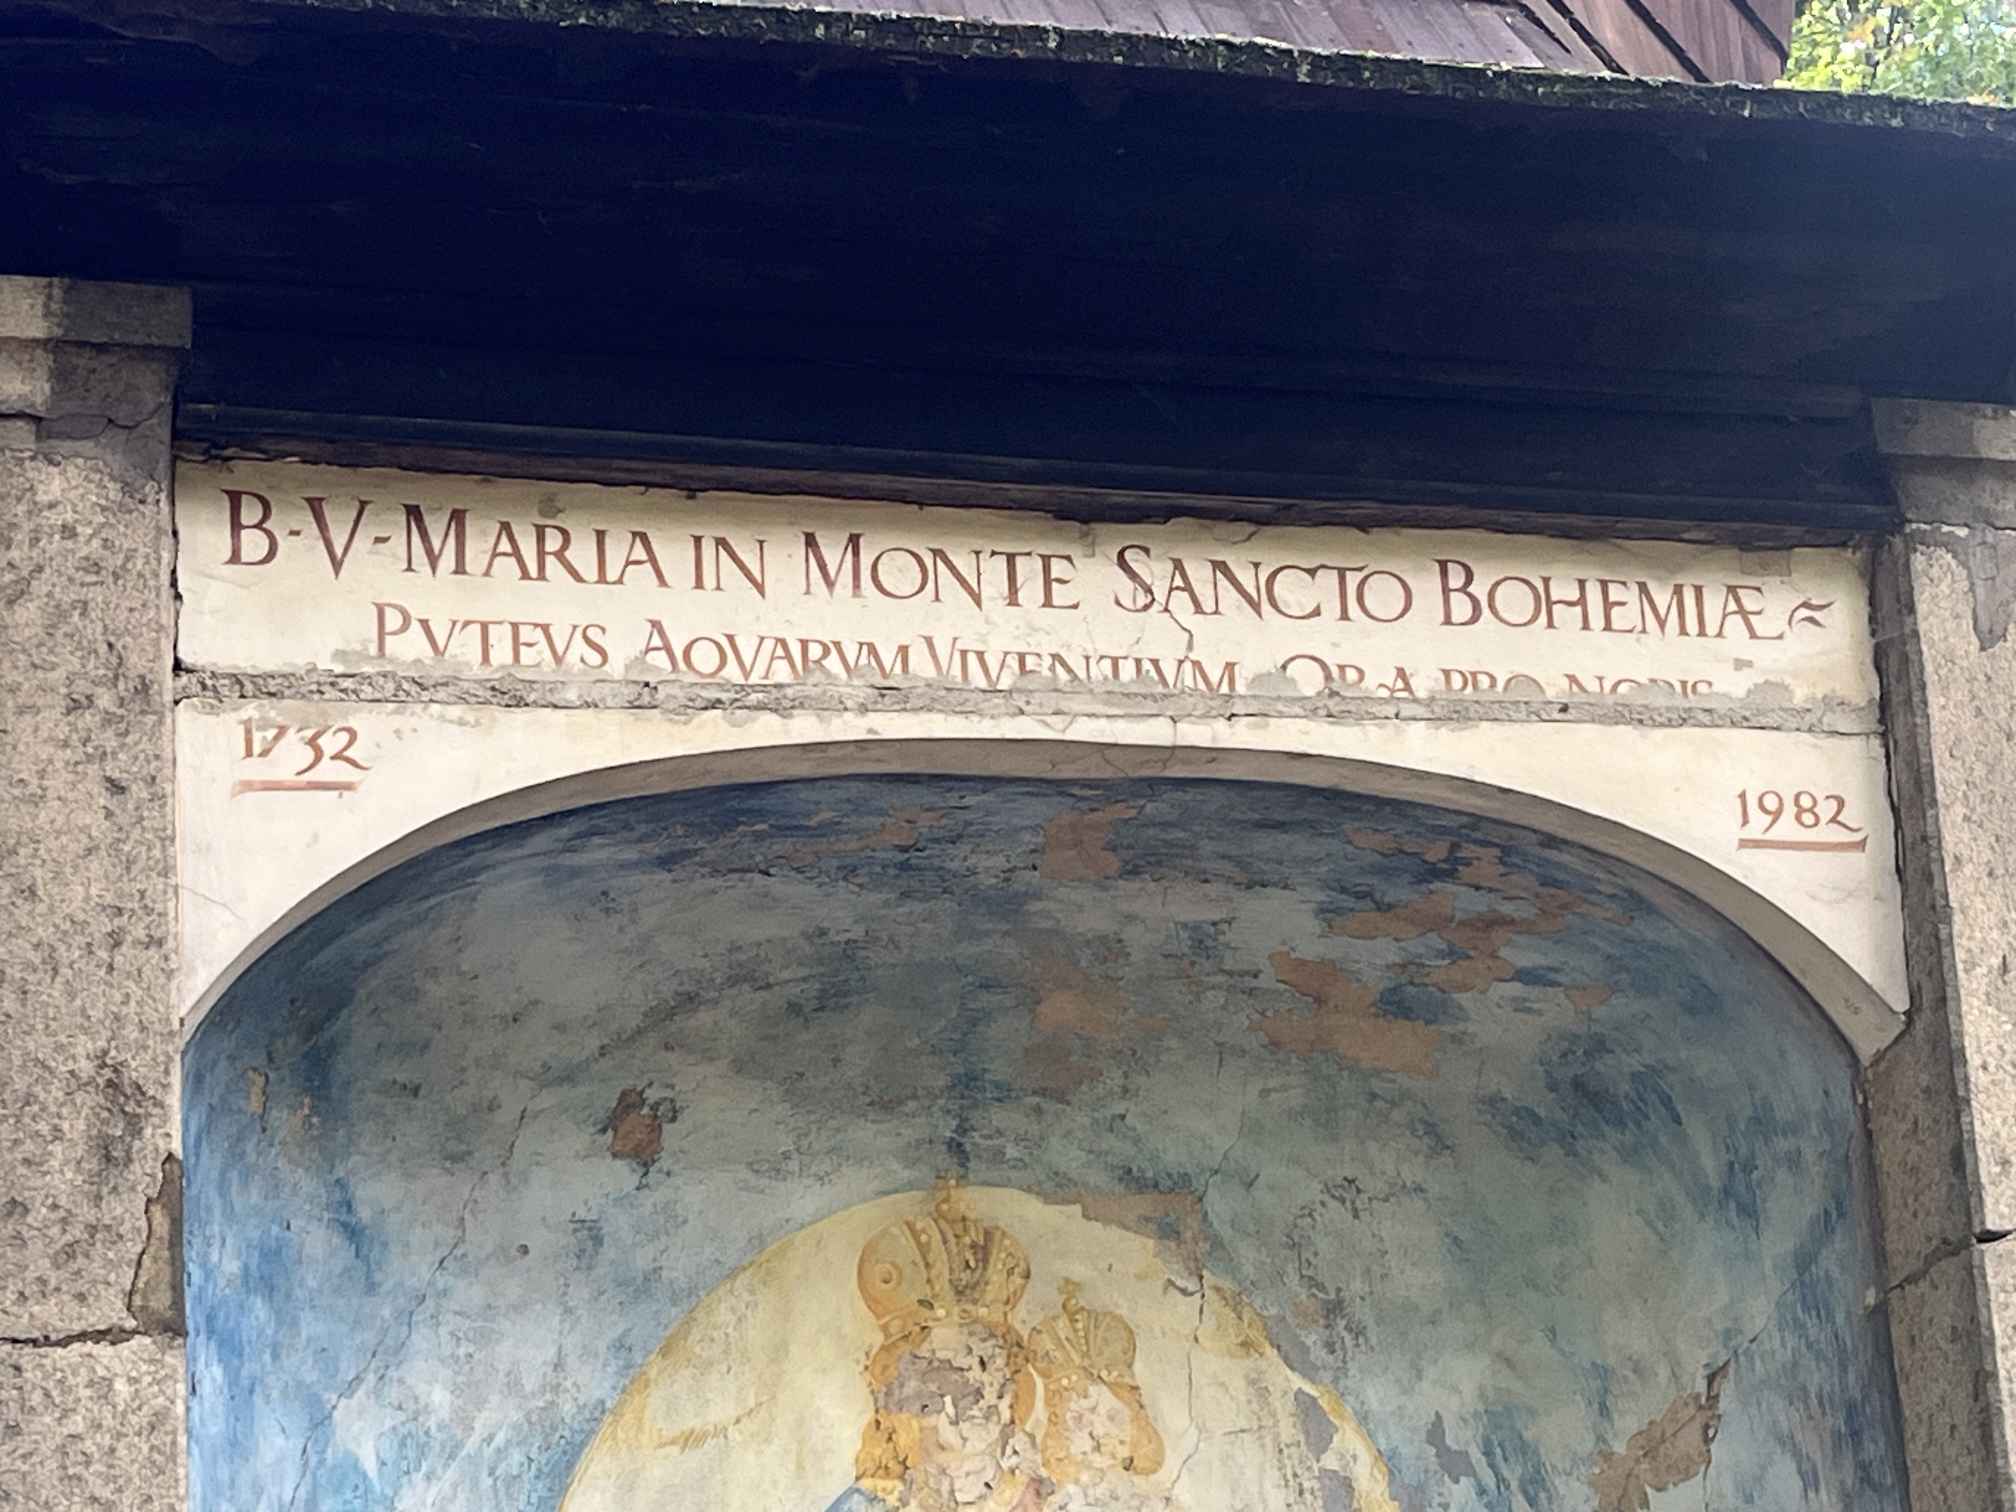 B-V-MARIA IN MONTE SANCTO BOHEMIÆ
PVTEVS AQVARVM VIVENTIVM ORA PRO NOBIS
1732
1982